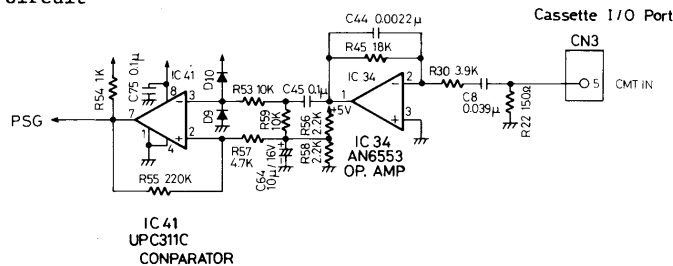 circuit
Cassette I/O Port
CN3
5
CMT IN
C44 0.0022μ
R45 18K
IC 34
2
1
3
R30 3.9K
C8
0.039μ
R22 150Ω
+5V
IC 34
AN6553
OP. AMP
C45 0.1μ
R53 10K
R59
10K
R56
2.2K
R58
2.2K
C64
10μ/16V
R57
4.7K
D10
D9
IC 41
C75 0.1μ
R54 1K
8
3
7
2
1
4
PSG
R55 220K
IC 41
UPC311C
CONPARATOR